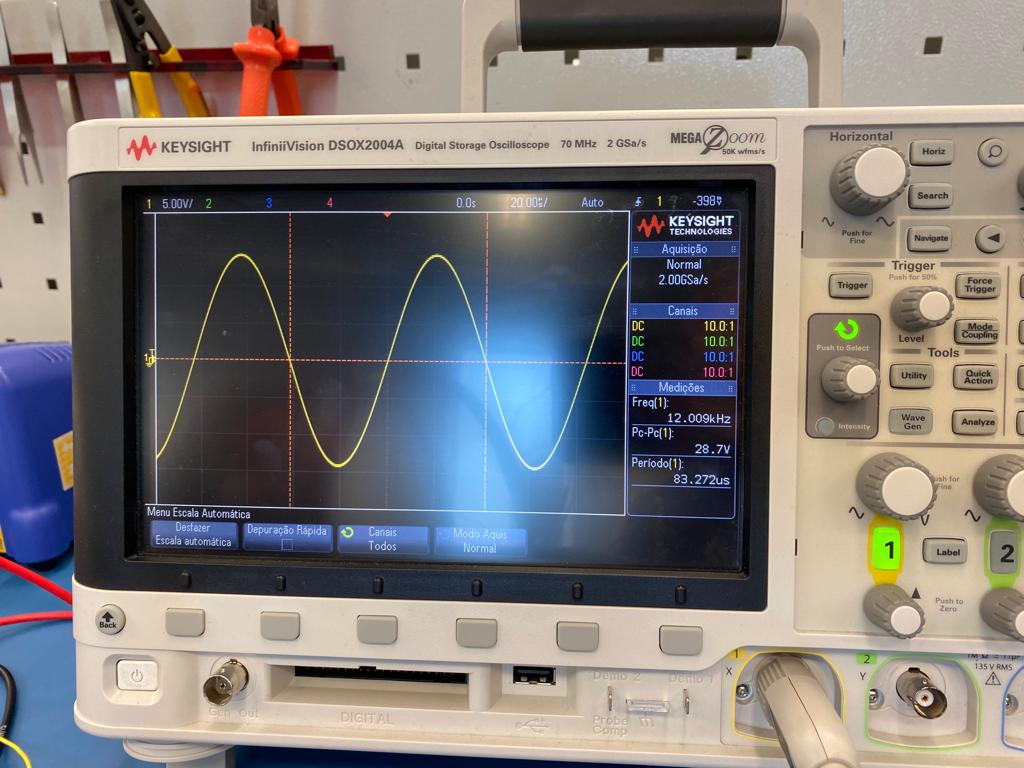 KEYSIGHT InfiniiVision DSOX2004A Digital Storage Oscilloscope 70 MHz 2 GSa/s MEGA Zoom
50K wfms/s
1 5.00V/ 2 3 4 0.0s 20.00us/ Auto 1 -398
KEYSIGHT
TECHNOLOGIES
Aquisição
Normal
2.00GSa/s
Canais
DC 10.0:1
DC 10.0:1
DC 10.0:1
DC 10.0:1
Medições
Freq(1):
12.009kHz
Pc-Pc(1):
28.7V
Período(1):
83.272us
Menu Escala Automática
Desfazer
Escala automática
Depuração Rápida
Canais
Todos
Modo Aquis
Normal
Back
Horizontal
Horiz
Search
Push for
Fine
Navigate
Trigger
Push for 50%
Trigger
Force
Trigger
Level
Mode
Coupling
Push to Select
Intensity
Tools
Utility
Quick
Action
Wave
Gen
Analyze
Push for
Fine
1
Label
2
Push to
Zero
Gen Out
DIGITAL
Demo 2
Demo 1
Probe
Comp
1
X
2
Y
135 V RMS